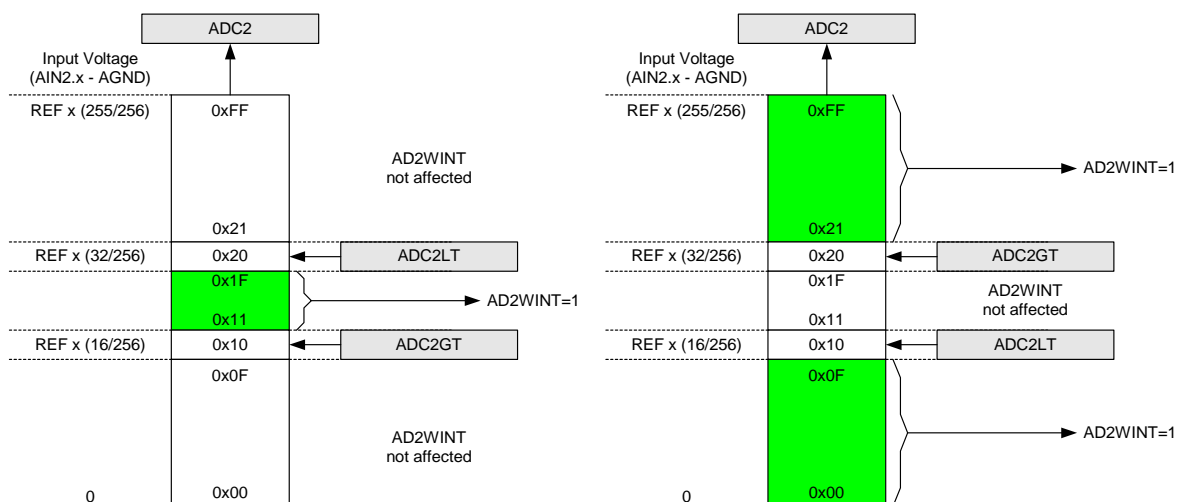 ADC2
Input Voltage
(AIN2.x - AGND)
REF x (255/256)
0xFF
AD2WINT
not affected
0x21
REF x (32/256)
0x20
ADC2LT
0x1F
AD2WINT=1
0x11
REF x (16/256)
0x10
ADC2GT
0x0F
AD2WINT
not affected
0
0x00
ADC2
Input Voltage
(AIN2.x - AGND)
REF x (255/256)
0xFF
AD2WINT=1
0x21
REF x (32/256)
0x20
ADC2GT
0x1F
AD2WINT
not affected
0x11
REF x (16/256)
0x10
ADC2LT
0x0F
AD2WINT=1
0
0x00